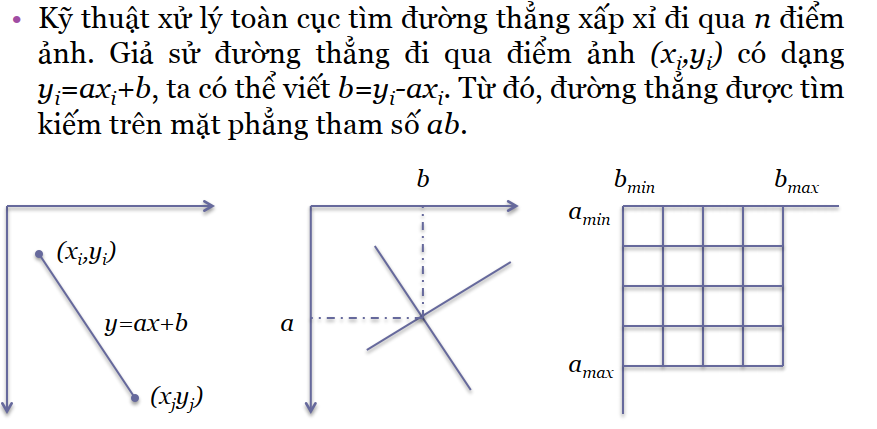 • Kỹ thuật xử lý toàn cục tìm đường thẳng xấp xỉ đi qua n điểm
ảnh. Giả sử đường thẳng đi qua điểm ảnh (xi,yi) có dạng
yi=axi+b, ta có thể viết b=yi-axi. Từ đó, đường thẳng được tìm
kiếm trên mặt phẳng tham số ab.
b
bmin
bmax
amin
(xi,yi)
y=ax+b
a
amax
(xjyj)